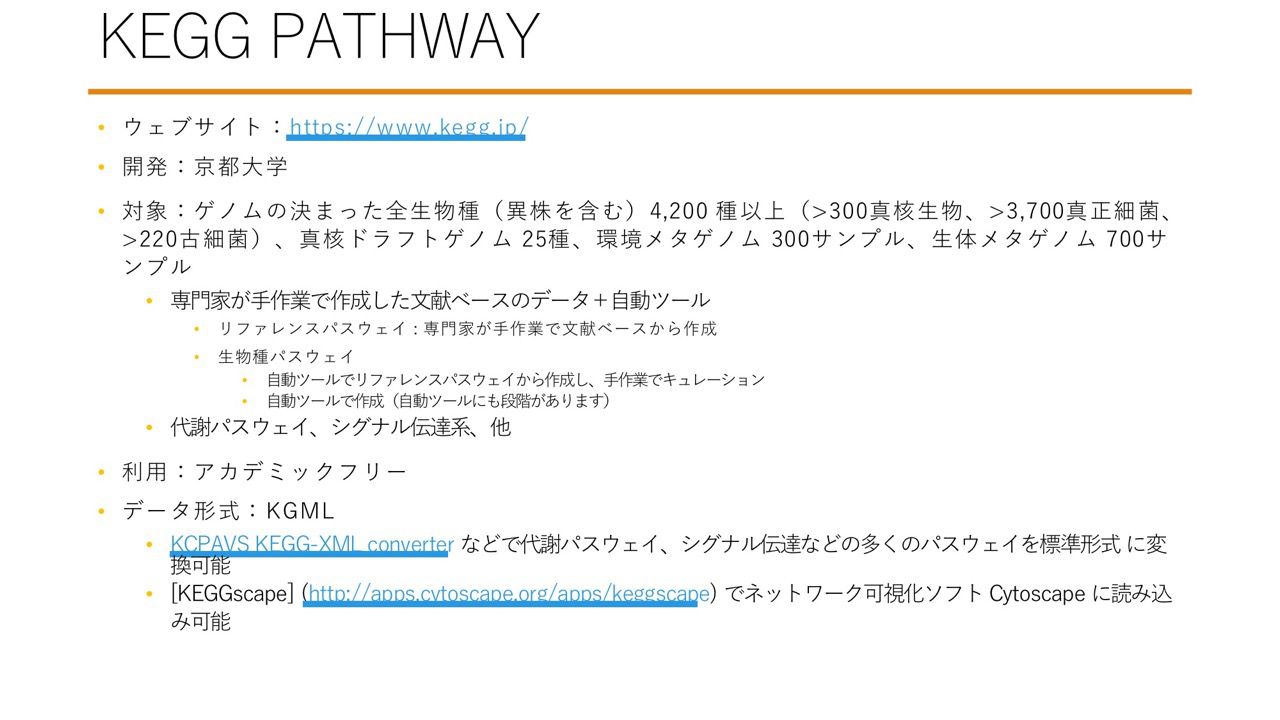 KEGG PATHWAY
• ウェブサイト：https://www.kegg.jp/
• 開発：京都大学
• 対象：ゲノムの決まった全生物種（異株を含む）4,200 種以上（>300真核生物、>3,700真正細菌、
>220古細菌）、真核ドラフトゲノム 25種、環境メタゲノム 300サンプル、生体メタゲノム 700サ
ンプル
• 専門家が手作業で作成した文献ベースのデータ＋自動ツール
• リファレンスパスウェイ：専門家が手作業で文献ベースから作成
• 生物種パスウェイ
• 自動ツールでリファレンスパスウェイから作成し、手作業でキュレーション
• 自動ツールで作成（自動ツールにも段階があります）
• 代謝パスウェイ、シグナル伝達系、他
• 利用：アカデミックフリー
• データ形式：KGML
• KCPAVS KEGG-XML converter などで代謝パスウェイ、シグナル伝達などの多くのパスウェイを標準形式 に変
換可能
• [KEGGscape] (http://apps.cytoscape.org/apps/keggscape) でネットワーク可視化ソフト Cytoscape に読み込
み可能